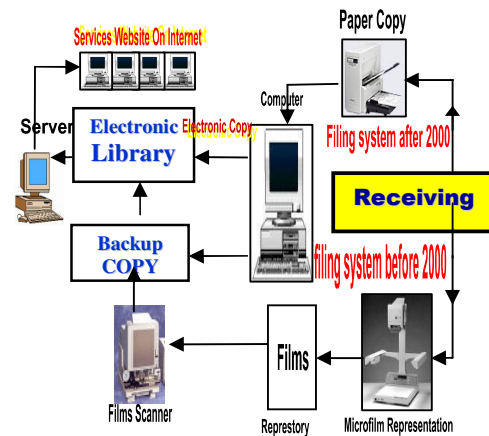 Services Website On Internet
Paper Copy
Computer
Server
Electronic
Library
Electronic Copy
Filing system after 2000
Receiving
Backup
COPY
filing system before 2000
Films
Films Scanner
Represtory
Microfilm Representation